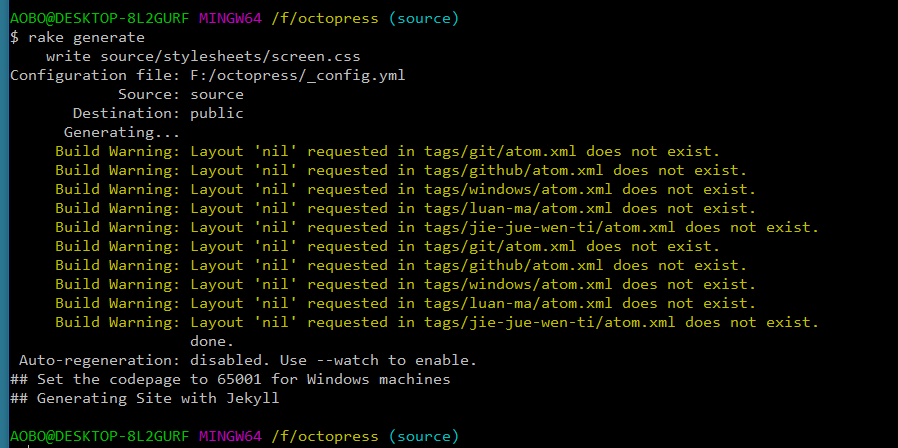 AOBO@DESKTOP-8L2GURF MINGW64 /f/octopress (source)
$ rake generate
write source/stylesheets/screen.css
Configuration file: F:/octopress/_config.yml
Source: source
Destination: public
Generating...
Build Warning: Layout 'nil' requested in tags/git/atom.xml does not exist.
Build Warning: Layout 'nil' requested in tags/github/atom.xml does not exist.
Build Warning: Layout 'nil' requested in tags/windows/atom.xml does not exist.
Build Warning: Layout 'nil' requested in tags/luan-ma/atom.xml does not exist.
Build Warning: Layout 'nil' requested in tags/jie-jue-wen-ti/atom.xml does not exist.
Build Warning: Layout 'nil' requested in tags/git/atom.xml does not exist.
Build Warning: Layout 'nil' requested in tags/github/atom.xml does not exist.
Build Warning: Layout 'nil' requested in tags/windows/atom.xml does not exist.
Build Warning: Layout 'nil' requested in tags/luan-ma/atom.xml does not exist.
Build Warning: Layout 'nil' requested in tags/jie-jue-wen-ti/atom.xml does not exist.
done.
Auto-regeneration: disabled. Use --watch to enable.
## Set the codepage to 65001 for Windows machines
## Generating Site with Jekyll
AOBO@DESKTOP-8L2GURF MINGW64 /f/octopress (source)